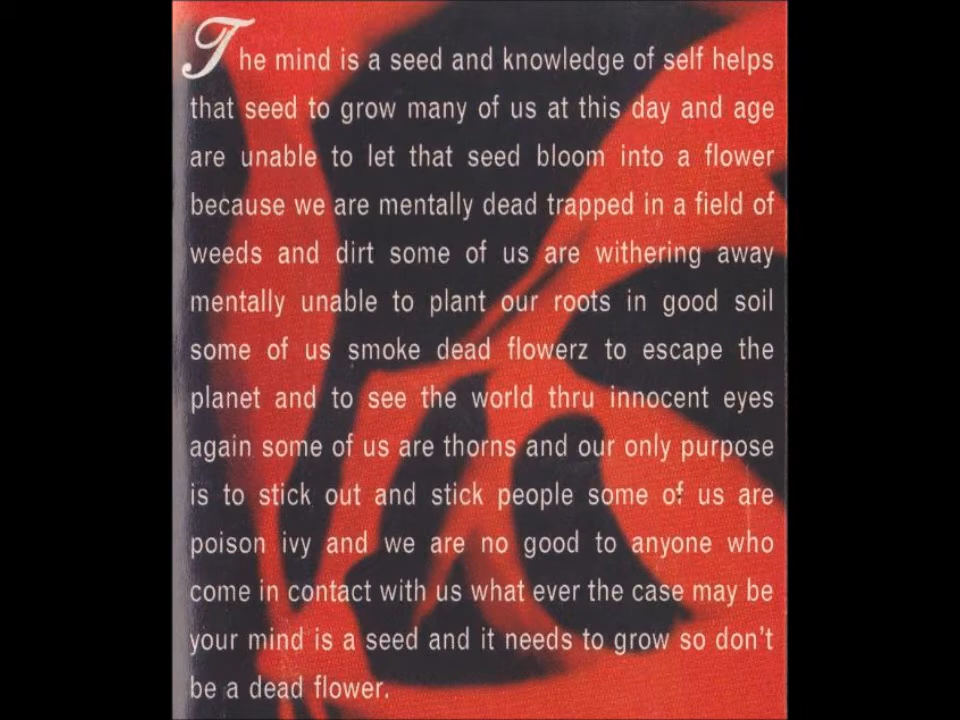 The mind is a seed and knowledge of self helps
that seed to grow many of us at this day and age
are unable to let that seed bloom into a flower
because we are mentally dead trapped in a field of
weeds and dirt some of us are withering away
mentally unable to plant our roots in good soil
some of us smoke dead flowerz to escape the
planet and to see the world thru innocent eyes
again some of us are thorns and our only purpose
is to stick out and stick people some of us are
poison ivy and we are no good to anyone who
come in contact with us what ever the case may be
your mind is a seed and it needs to grow so don't
be a dead flower.